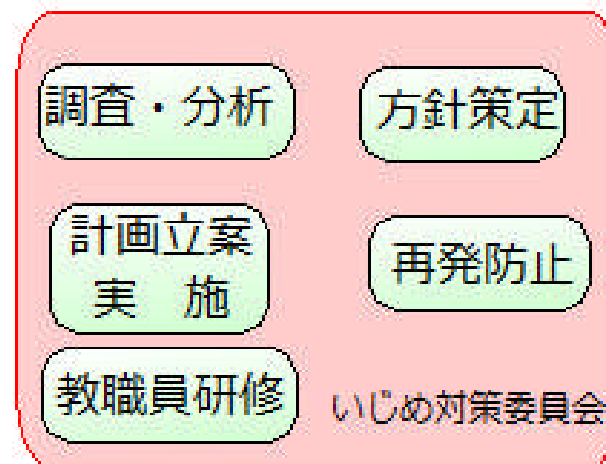 調査・分析
方針策定
計画立案
実　施
再発防止
教職員研修
いじめ対策委員会